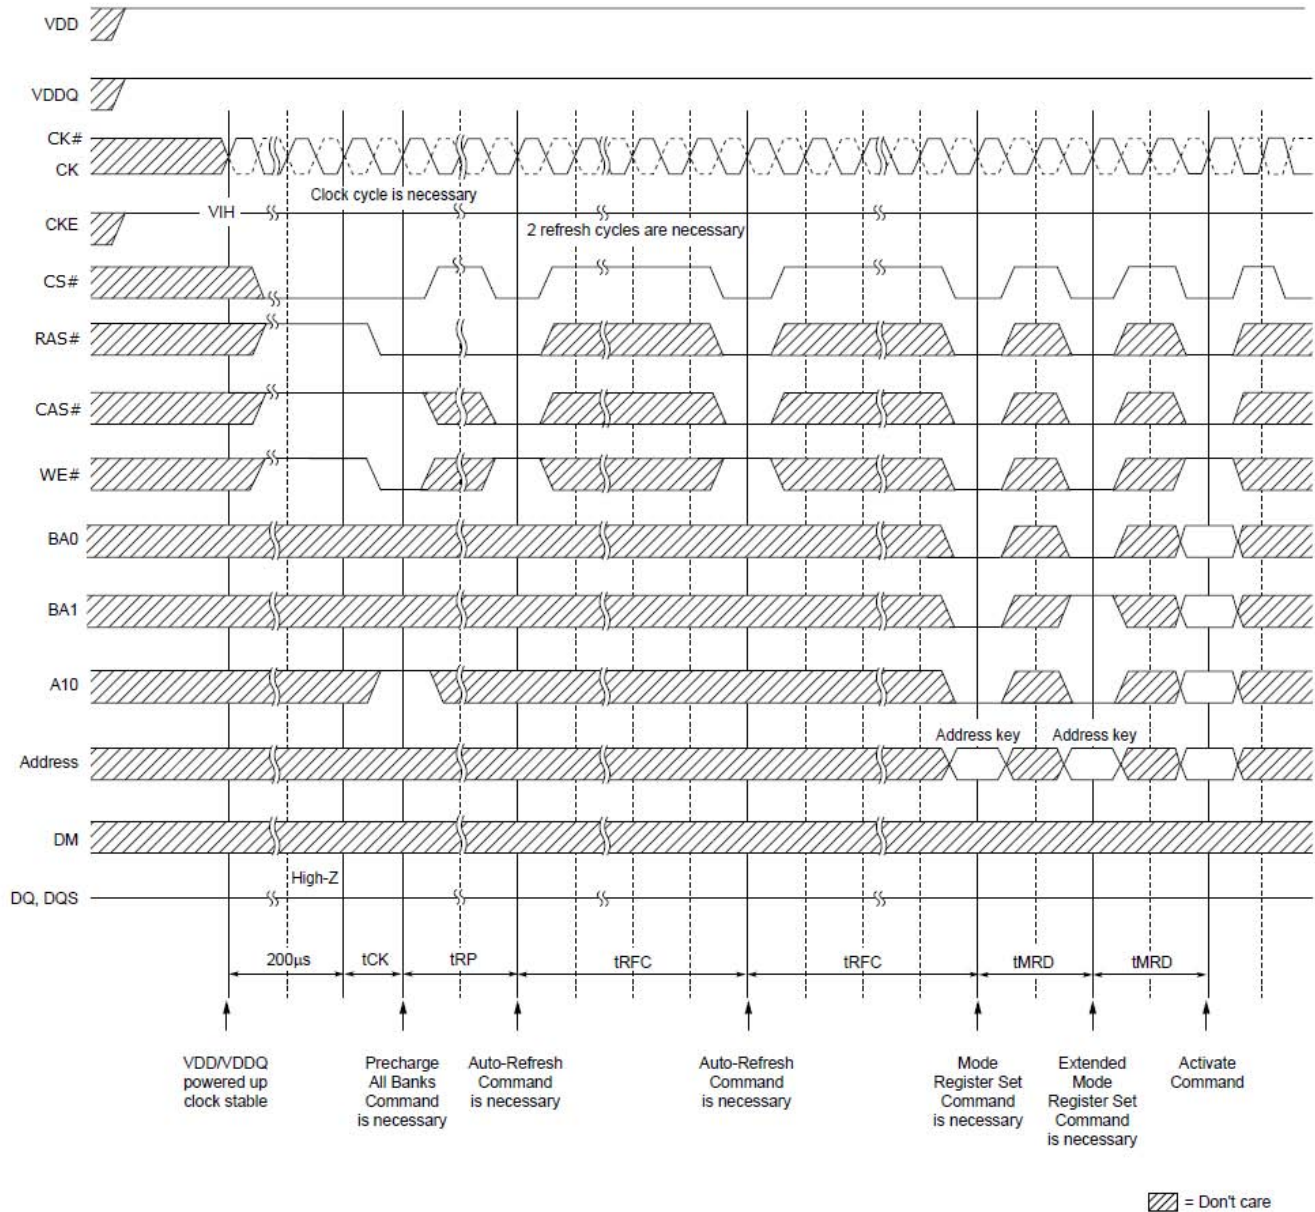 VDD
VDDQ
CK#
CK
Clock cycle is necessary
VIH
CKE
2 refresh cycles are necessary
CS#
RAS#
CAS#
WE#
BA0
BA1
A10
Address key
Address key
Address
DM
High-Z
DQ, DQS
200μs
tCK
tRP
tRFC
tRFC
tMRD
tMRD
VDD/VDDQ
powered up
clock stable
Precharge
All Banks
Command
is necessary
Auto-Refresh
Command
is necessary
Auto-Refresh
Command
is necessary
Mode
Register Set
Command
is necessary
Extended
Mode
Register Set
Command
is necessary
Activate
Command
= Don't care